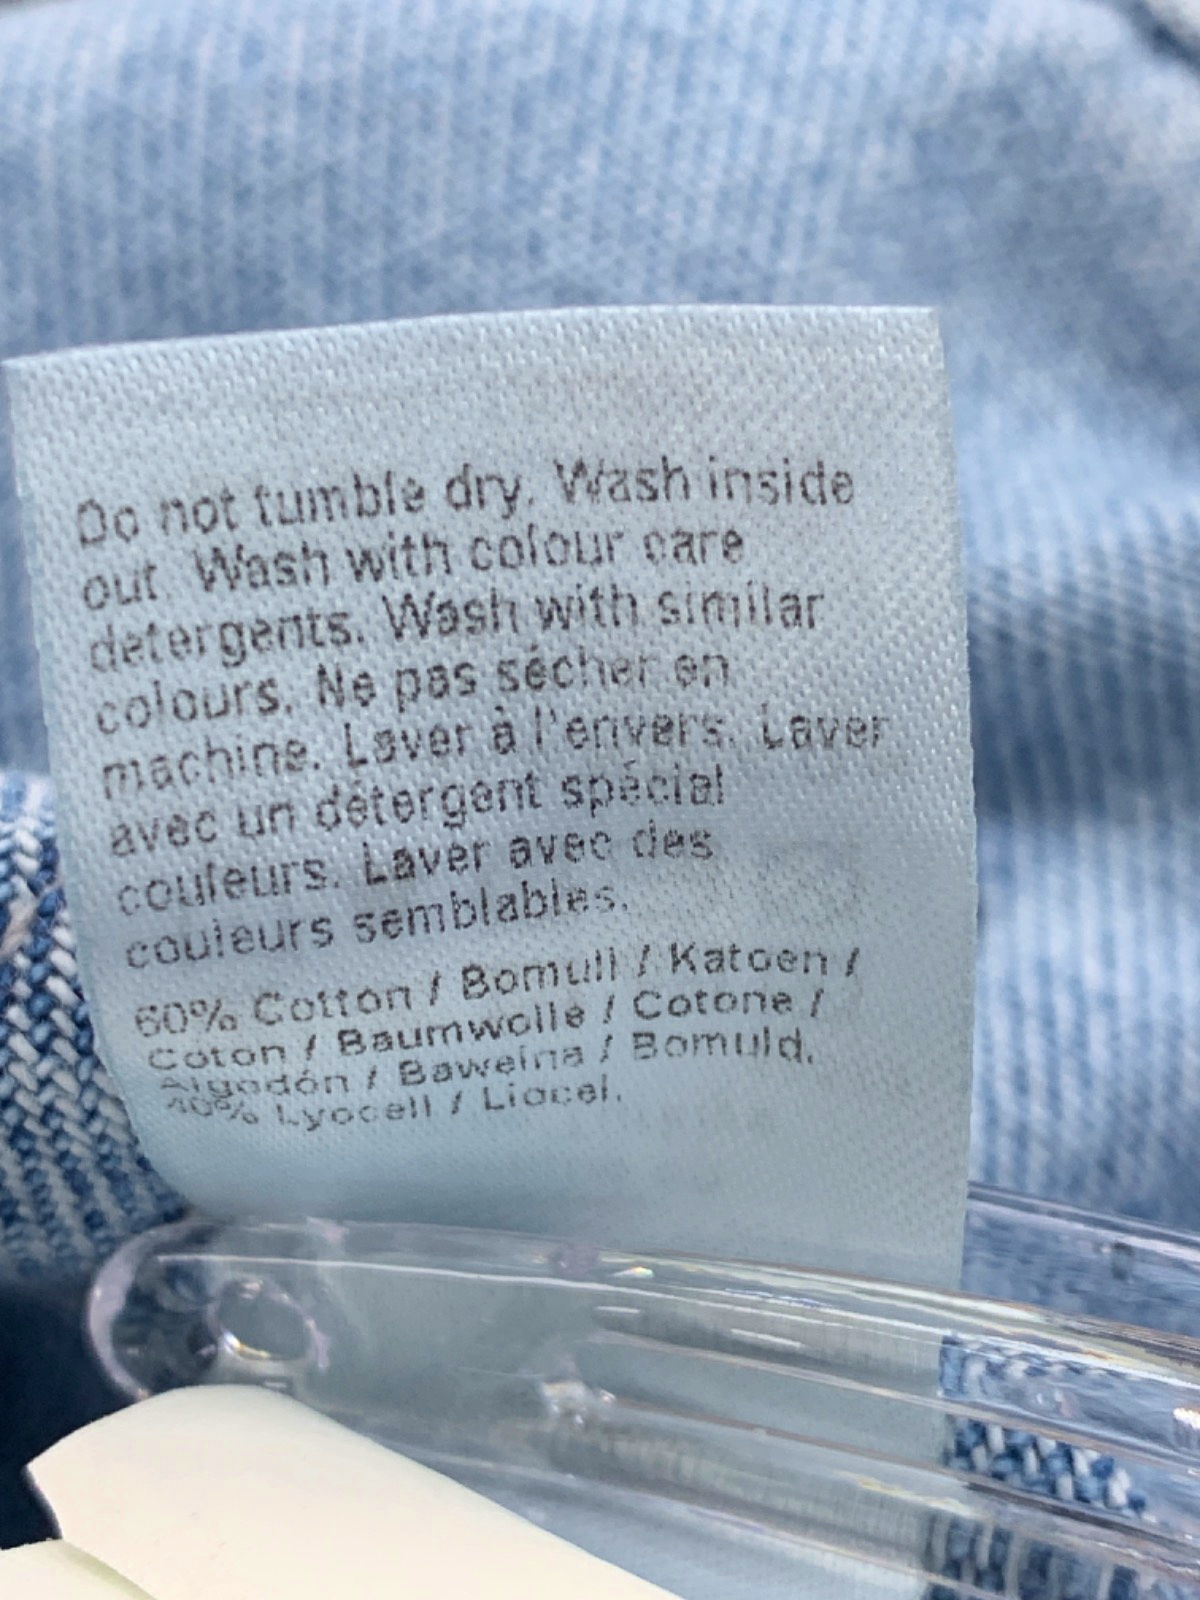 Do not tumble dry. Wash inside
out. Wash with colour care
detergents. Wash with similar
colours. Ne pas sécher en
machine. Laver à l'envers. Laver
avec un détergent spécial
couleurs. Laver avec des
couleurs semblables.
60% Cotton / Bomull / Katoen /
Coton / Baumwolle / Cotone /
Algodón / Bawełna / Bomuld.
40% Lyocell / Liocel.